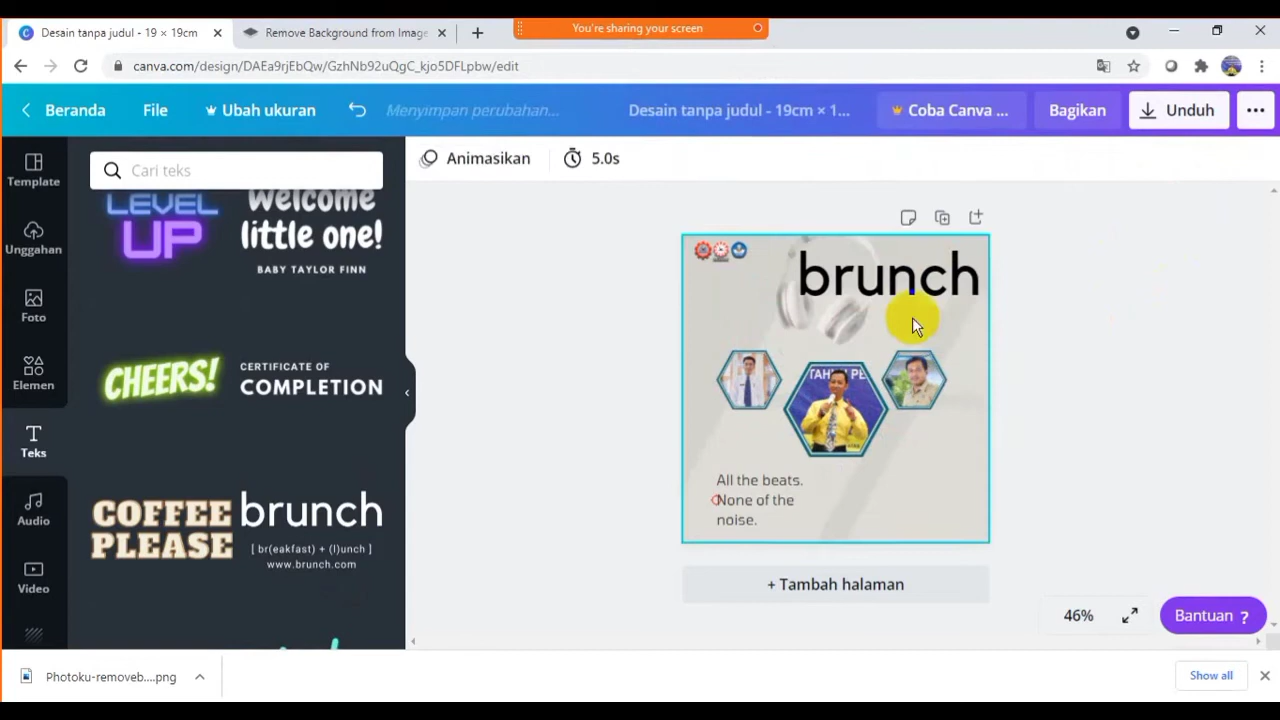 Desain tanpa judul - 19 × 19cm
Remove Background from Image
You're sharing your screen
canva.com/design/DAEa9rjEbQw/GzhNb92uQgC_kjo5DFLpbw/edit
Beranda
File
Ubah ukuran
Menyimpan perubahan...
Desain tanpa judul - 19cm × 1...
Coba Canva ...
Bagikan
Unduh
Template
Unggahan
Foto
Elemen
Teks
Audio
Video
Cari teks
LEVEL
UP
Welcome
little one!
BABY TAYLOR FINN
CHEERS!
CERTIFICATE OF
COMPLETION
COFFEE
PLEASE
brunch
[ br(eakfast) + (l)unch ]
www.brunch.com
Animasikan
5.0s
brunch
All the beats.
None of the
noise.
+ Tambah halaman
46%
Bantuan ?
Photoku-removeb....png
Show all